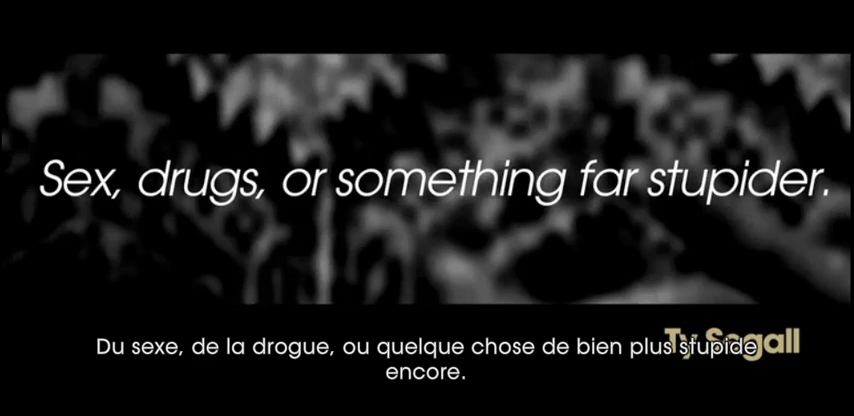 Sex, drugs, or something far stupider.
Ty Segall
Du sexe, de la drogue, ou quelque chose de bien plus stupide
encore.